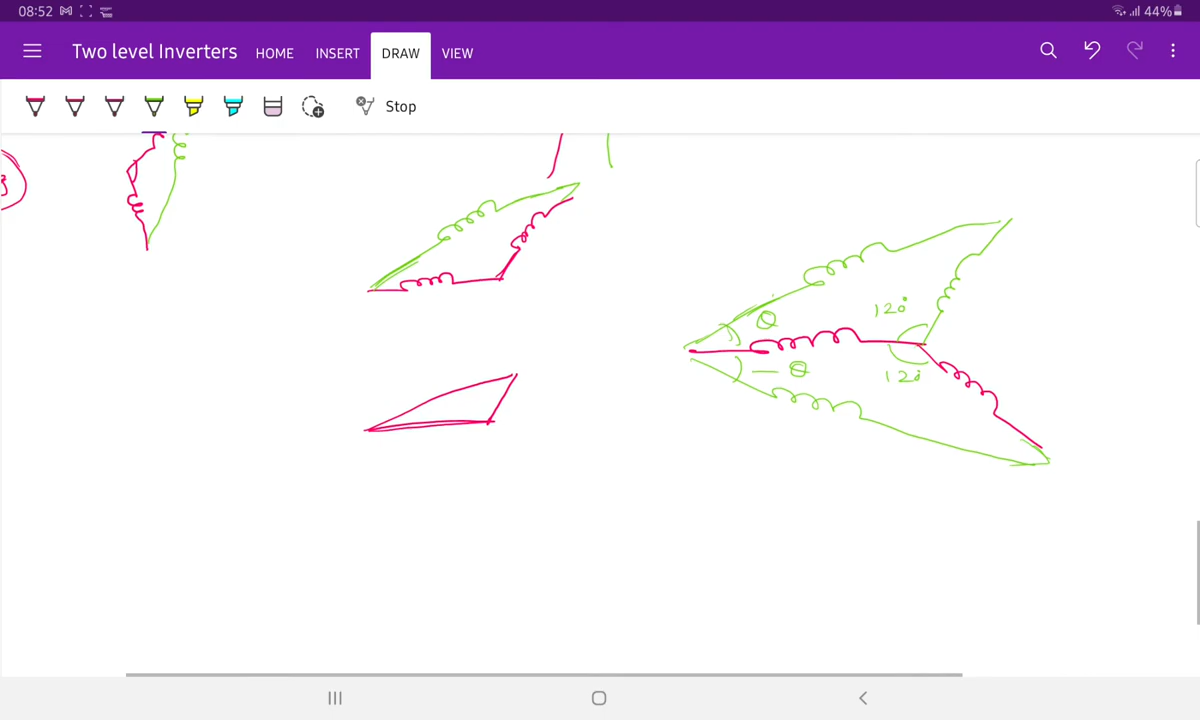 08:52 44%
Two level Inverters HOME INSERT DRAW VIEW
Stop
120°
θ
120
— θ